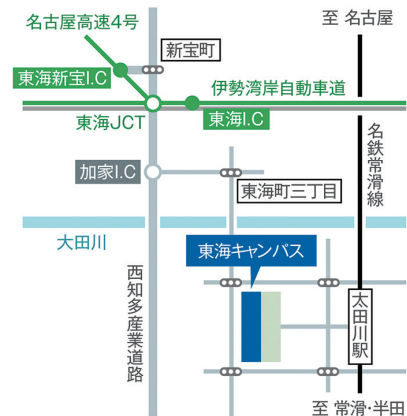 名古屋高速4号
至 名古屋
新宝町
東海新宝I.C
伊勢湾岸自動車道
東海JCT
東海I.C
名鉄常滑線
加家I.C
東海町三丁目
大田川
東海キャンパス
西知多産業道路
太田川駅
至 常滑・半田